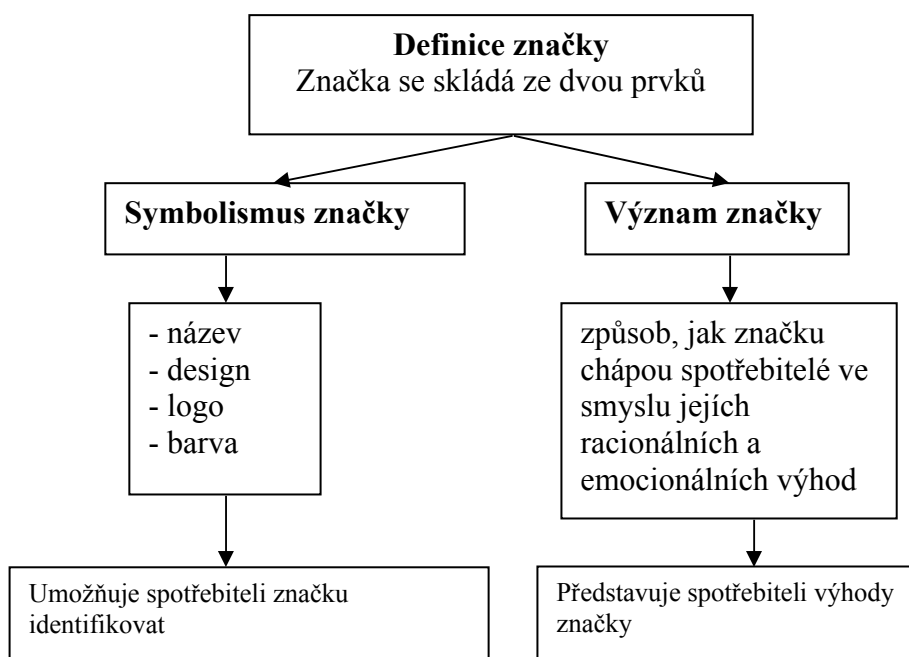 Definice značky
Značka se skládá ze dvou prvků
Symbolismus značky
Význam značky
- název
- design
- logo
- barva
způsob, jak značku
chápou spotřebitelé ve
smyslu jejích
racionálních a
emocionálních výhod
Umožňuje spotřebiteli značku
identifikovat
Představuje spotřebiteli výhody
značky